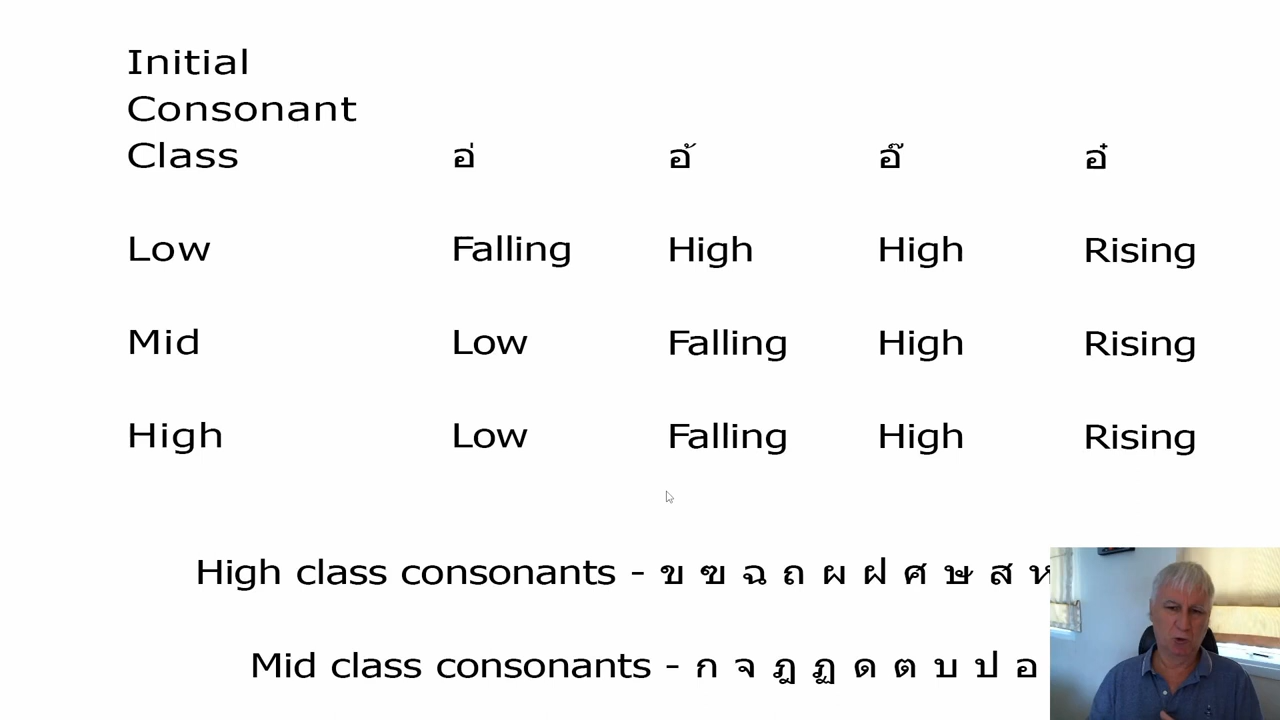 Initial
Consonant
Class อ่ อ้ อ๊ อ๋
Low Falling High High Rising
Mid Low Falling High Rising
High Low Falling High Rising
High class consonants - ข ฃ ฉ ถ ผ ฝ ศ ษ ส ห
Mid class consonants - ก จ ฎ ฏ ด ต บ ป อ